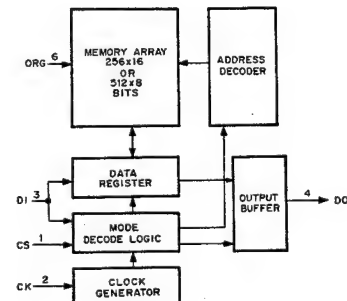 MEMORY ARRAY
256x16
OR
512x8
BITS
ADDRESS
DECODER
ORG 6
DATA
REGISTER
DI 3
MODE
DECODE LOGIC
CS 1
OUTPUT
BUFFER
4 DO
CK 2
CLOCK
GENERATOR